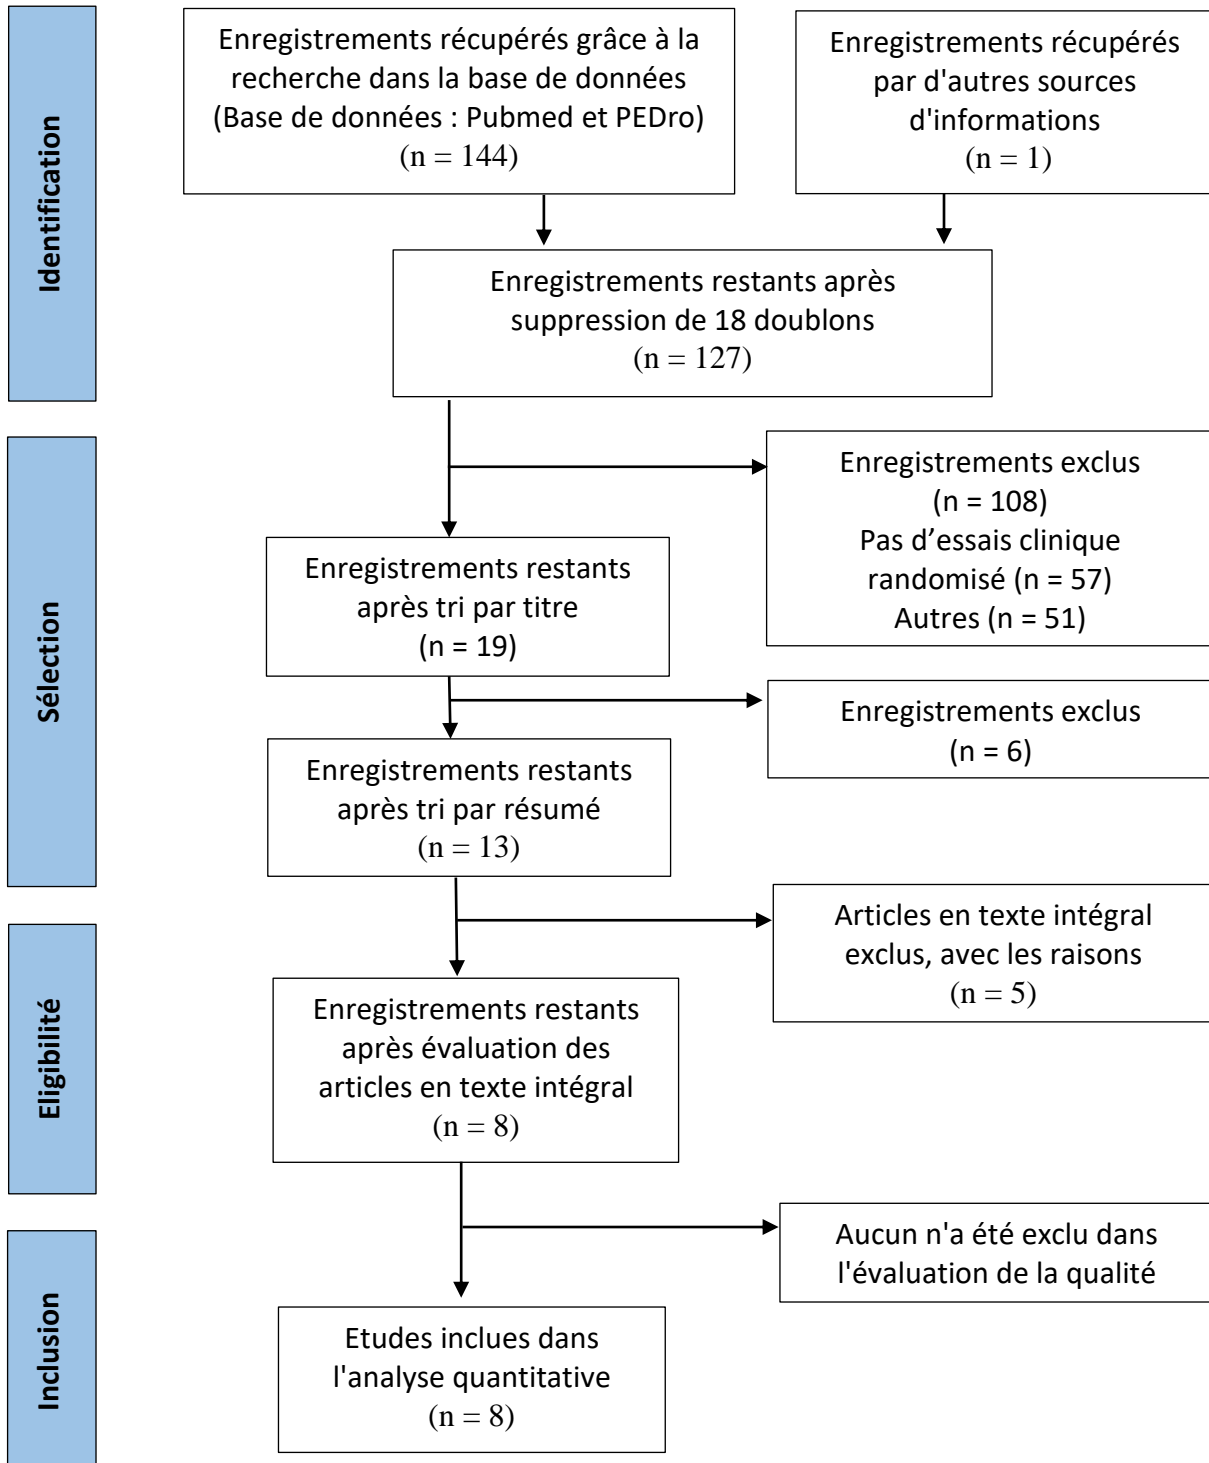 Identification
Enregistrements récupérés grâce à la
recherche dans la base de données
(Base de données : Pubmed et PEDro)
(n = 144)
Enregistrements récupérés
par d'autres sources
d'informations
(n = 1)
Enregistrements restants après
suppression de 18 doublons
(n = 127)
Sélection
Enregistrements exclus
(n = 108)
Pas d’essais clinique
randomisé (n = 57)
Autres (n = 51)
Enregistrements restants
après tri par titre
(n = 19)
Enregistrements exclus
(n = 6)
Enregistrements restants
après tri par résumé
(n = 13)
Eligibilité
Articles en texte intégral
exclus, avec les raisons
(n = 5)
Enregistrements restants
après évaluation des
articles en texte intégral
(n = 8)
Inclusion
Aucun n'a été exclu dans
l'évaluation de la qualité
Etudes inclues dans
l'analyse quantitative
(n = 8)